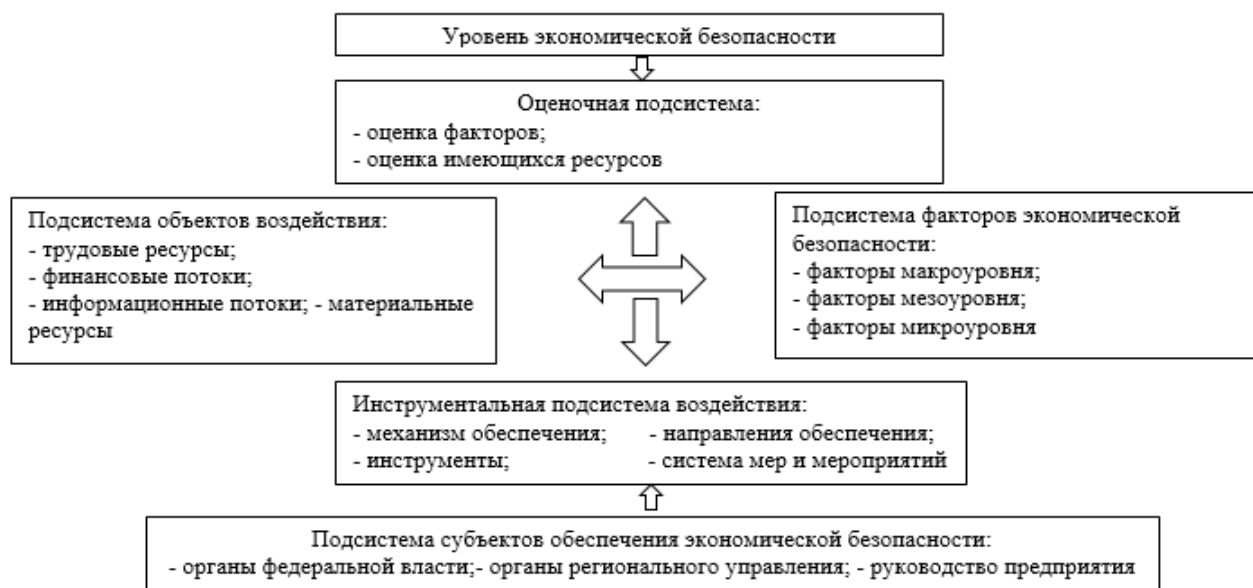 Уровень экономической безопасности
Оценочная подсистема:
- оценка факторов;
- оценка имеющихся ресурсов
Подсистема объектов воздействия:
- трудовые ресурсы;
- финансовые потоки;
- информационные потоки; - материальные
ресурсы
Подсистема факторов экономической
безопасности:
- факторы макроуровня;
- факторы мезоуровня;
- факторы микроуровня
Инструментальная подсистема воздействия:
- механизм обеспечения; - направления обеспечения;
- инструменты; - система мер и мероприятий
Подсистема субъектов обеспечения экономической безопасности:
- органы федеральной власти;- органы регионального управления; - руководство предприятия